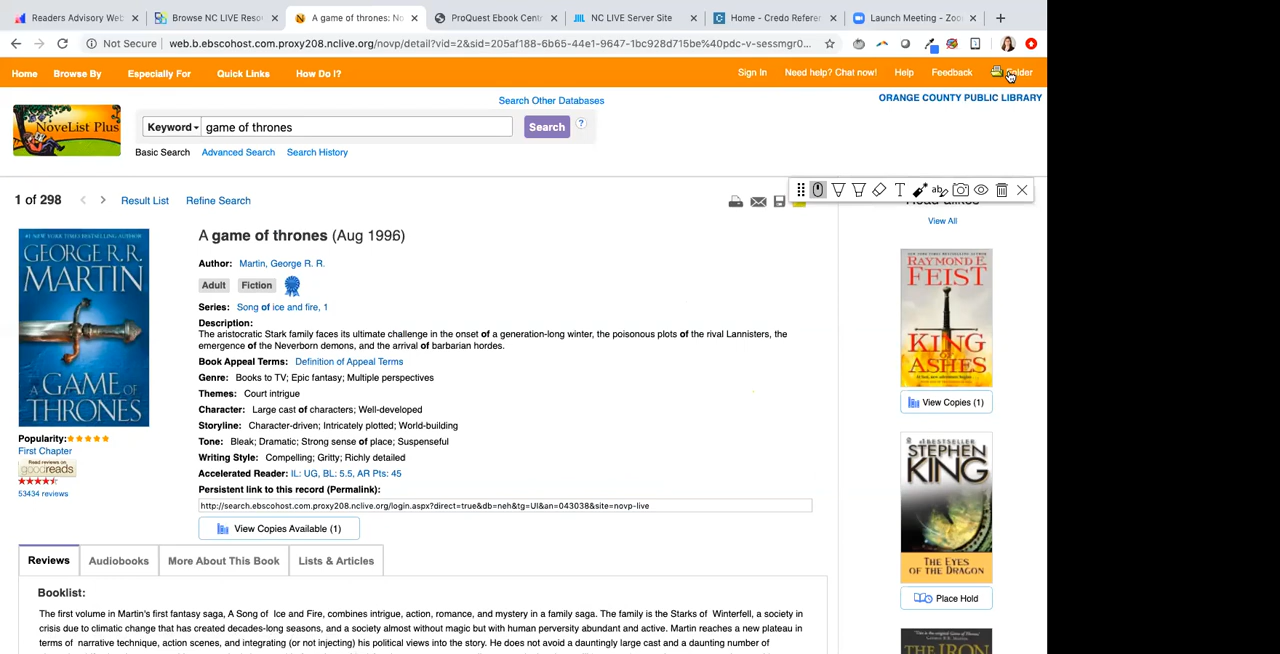 Readers Advisory Web
Browse NC LIVE Reso
A game of thrones: No
ProQuest Ebook Cent
NC LIVE Server Site
Home - Credo Referen
Launch Meeting - Zoo
Not Secure
web.b.ebscohost.com.proxy208.nclive.org/novp/detail?vid=2&sid=205af188-6b65-44e1-9647-1bc928d715be%40pdc-v-sessmgr0...
Home
Browse By
Especially For
Quick Links
How Do I?
Sign In
Need help? Chat now!
Help
Feedback
Folder
ORANGE COUNTY PUBLIC LIBRARY
Search Other Databases
NoveList Plus
Keyword
game of thrones
Search
?
Basic Search
Advanced Search
Search History
1 of 298
Result List
Refine Search
Read-alikes
View All
A game of thrones (Aug 1996)
Author: Martin, George R. R.
Adult
Fiction
Series: Song of ice and fire, 1
Description:
The aristocratic Stark family faces its ultimate challenge in the onset of a generation-long winter, the poisonous plots of the rival Lannisters, the
emergence of the Neverborn demons, and the arrival of barbarian hordes.
Book Appeal Terms: Definition of Appeal Terms
Genre: Books to TV; Epic fantasy; Multiple perspectives
Themes: Court intrigue
Character: Large cast of characters; Well-developed
Storyline: Character-driven; Intricately plotted; World-building
Tone: Bleak; Dramatic; Strong sense of place; Suspenseful
Writing Style: Compelling; Gritty; Richly detailed
Accelerated Reader: IL: UG, BL: 5.5, AR Pts: 45
Persistent link to this record (Permalink):
http://search.ebscohost.com.proxy208.nclive.org/login.aspx?direct=true&db=neh&tg=UI&an=043038&site=novp-live
View Copies Available (1)
#1 NEW YORK TIMES BESTSELLING AUTHOR
GEORGE R.R.
MARTIN
A GAME OF
THRONES
Popularity:
First Chapter
Read reviews on
goodreads
53434 reviews
RAYMOND E.
FEIST
KING
OF
ASHES
View Copies (1)
#1 BESTSELLER
STEPHEN
KING
THE EYES
OF THE DRAGON
Place Hold
THE IRON
Reviews
Audiobooks
More About This Book
Lists & Articles
Booklist:
The first volume in Martin's first fantasy saga, A Song of Ice and Fire, combines intrigue, action, romance, and mystery in a family saga. The family is the Starks of Winterfell, a society in
crisis due to climatic change that has created decades-long seasons, and a society almost without magic but with human perversity abundant and active. Martin reaches a new plateau in
terms of narrative technique, action scenes, and integrating (or not injecting) his political views into the story. He does not avoid a dauntingly large cast and a daunting number of